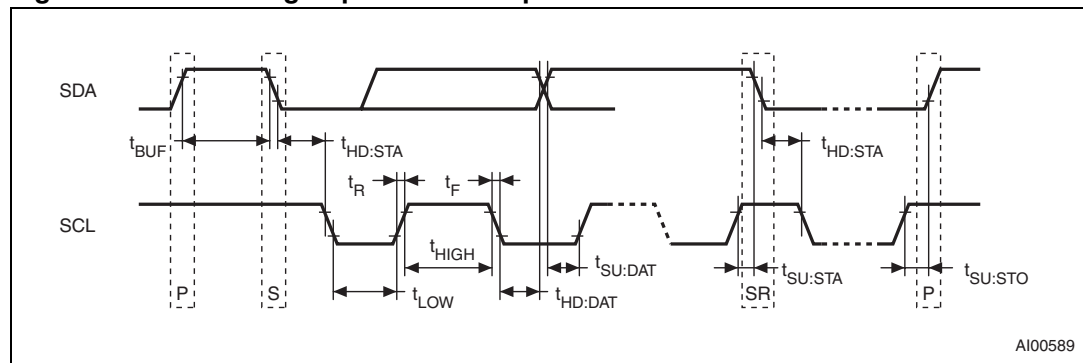 SDA
tBUF
tHD:STA
tHD:STA
tR
tF
SCL
tHIGH
tSU:DAT
tSU:STA
tSU:STO
P
S
tLOW
tHD:DAT
SR
P
AI00589